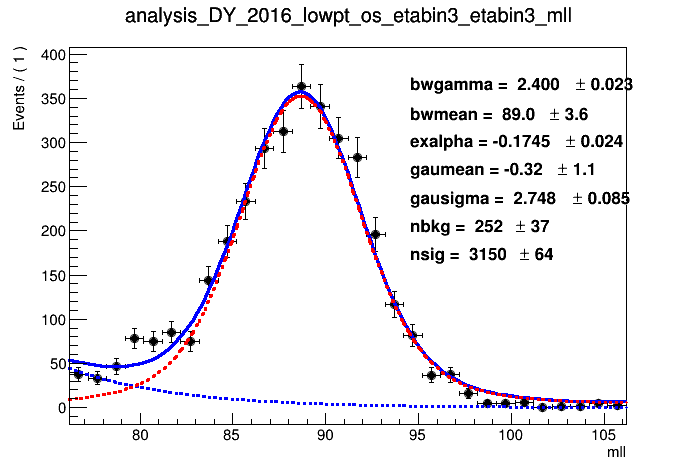 analysis_DY_2016_lowpt_os_etabin3_etabin3_mll
Events / ( 1 )
400
350
300
250
200
150
100
50
0
bwgamma = 2.400 ± 0.023
bwmean = 89.0 ± 3.6
exalpha = -0.1745 ± 0.024
gaumean = -0.32 ± 1.1
gausigma = 2.748 ± 0.085
nbkg = 252 ± 37
nsig = 3150 ± 64
80 85 90 95 100 105
mll